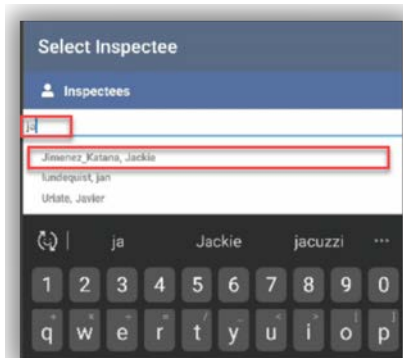 Select Inspectee
Inspectees
ja
Jimenez_Katana, Jackie
lundequist, jan
Uriate, Javier
ja Jackie jacuzzi ...
1 2 3 4 5 6 7 8 9 0
q w e r t y u i o p